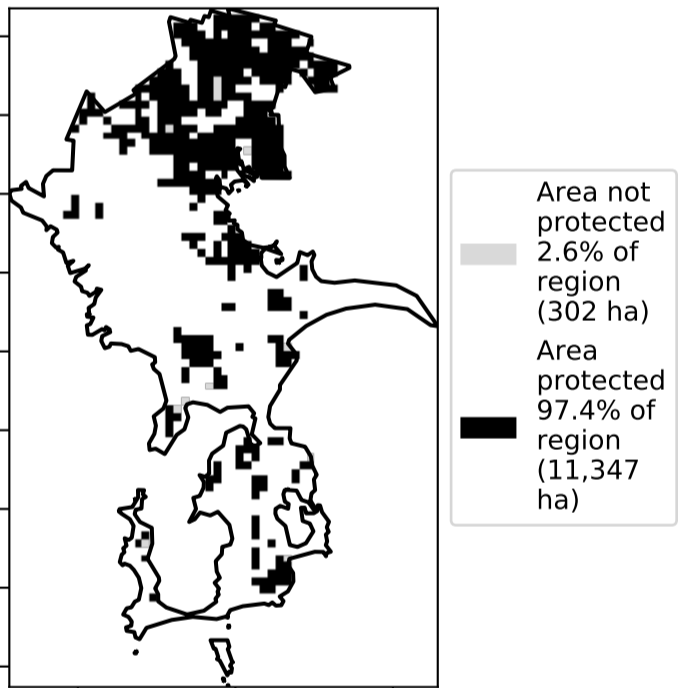 Area not
protected
2.6% of
region
(302 ha)
Area
protected
97.4% of
region
(11,347
ha)